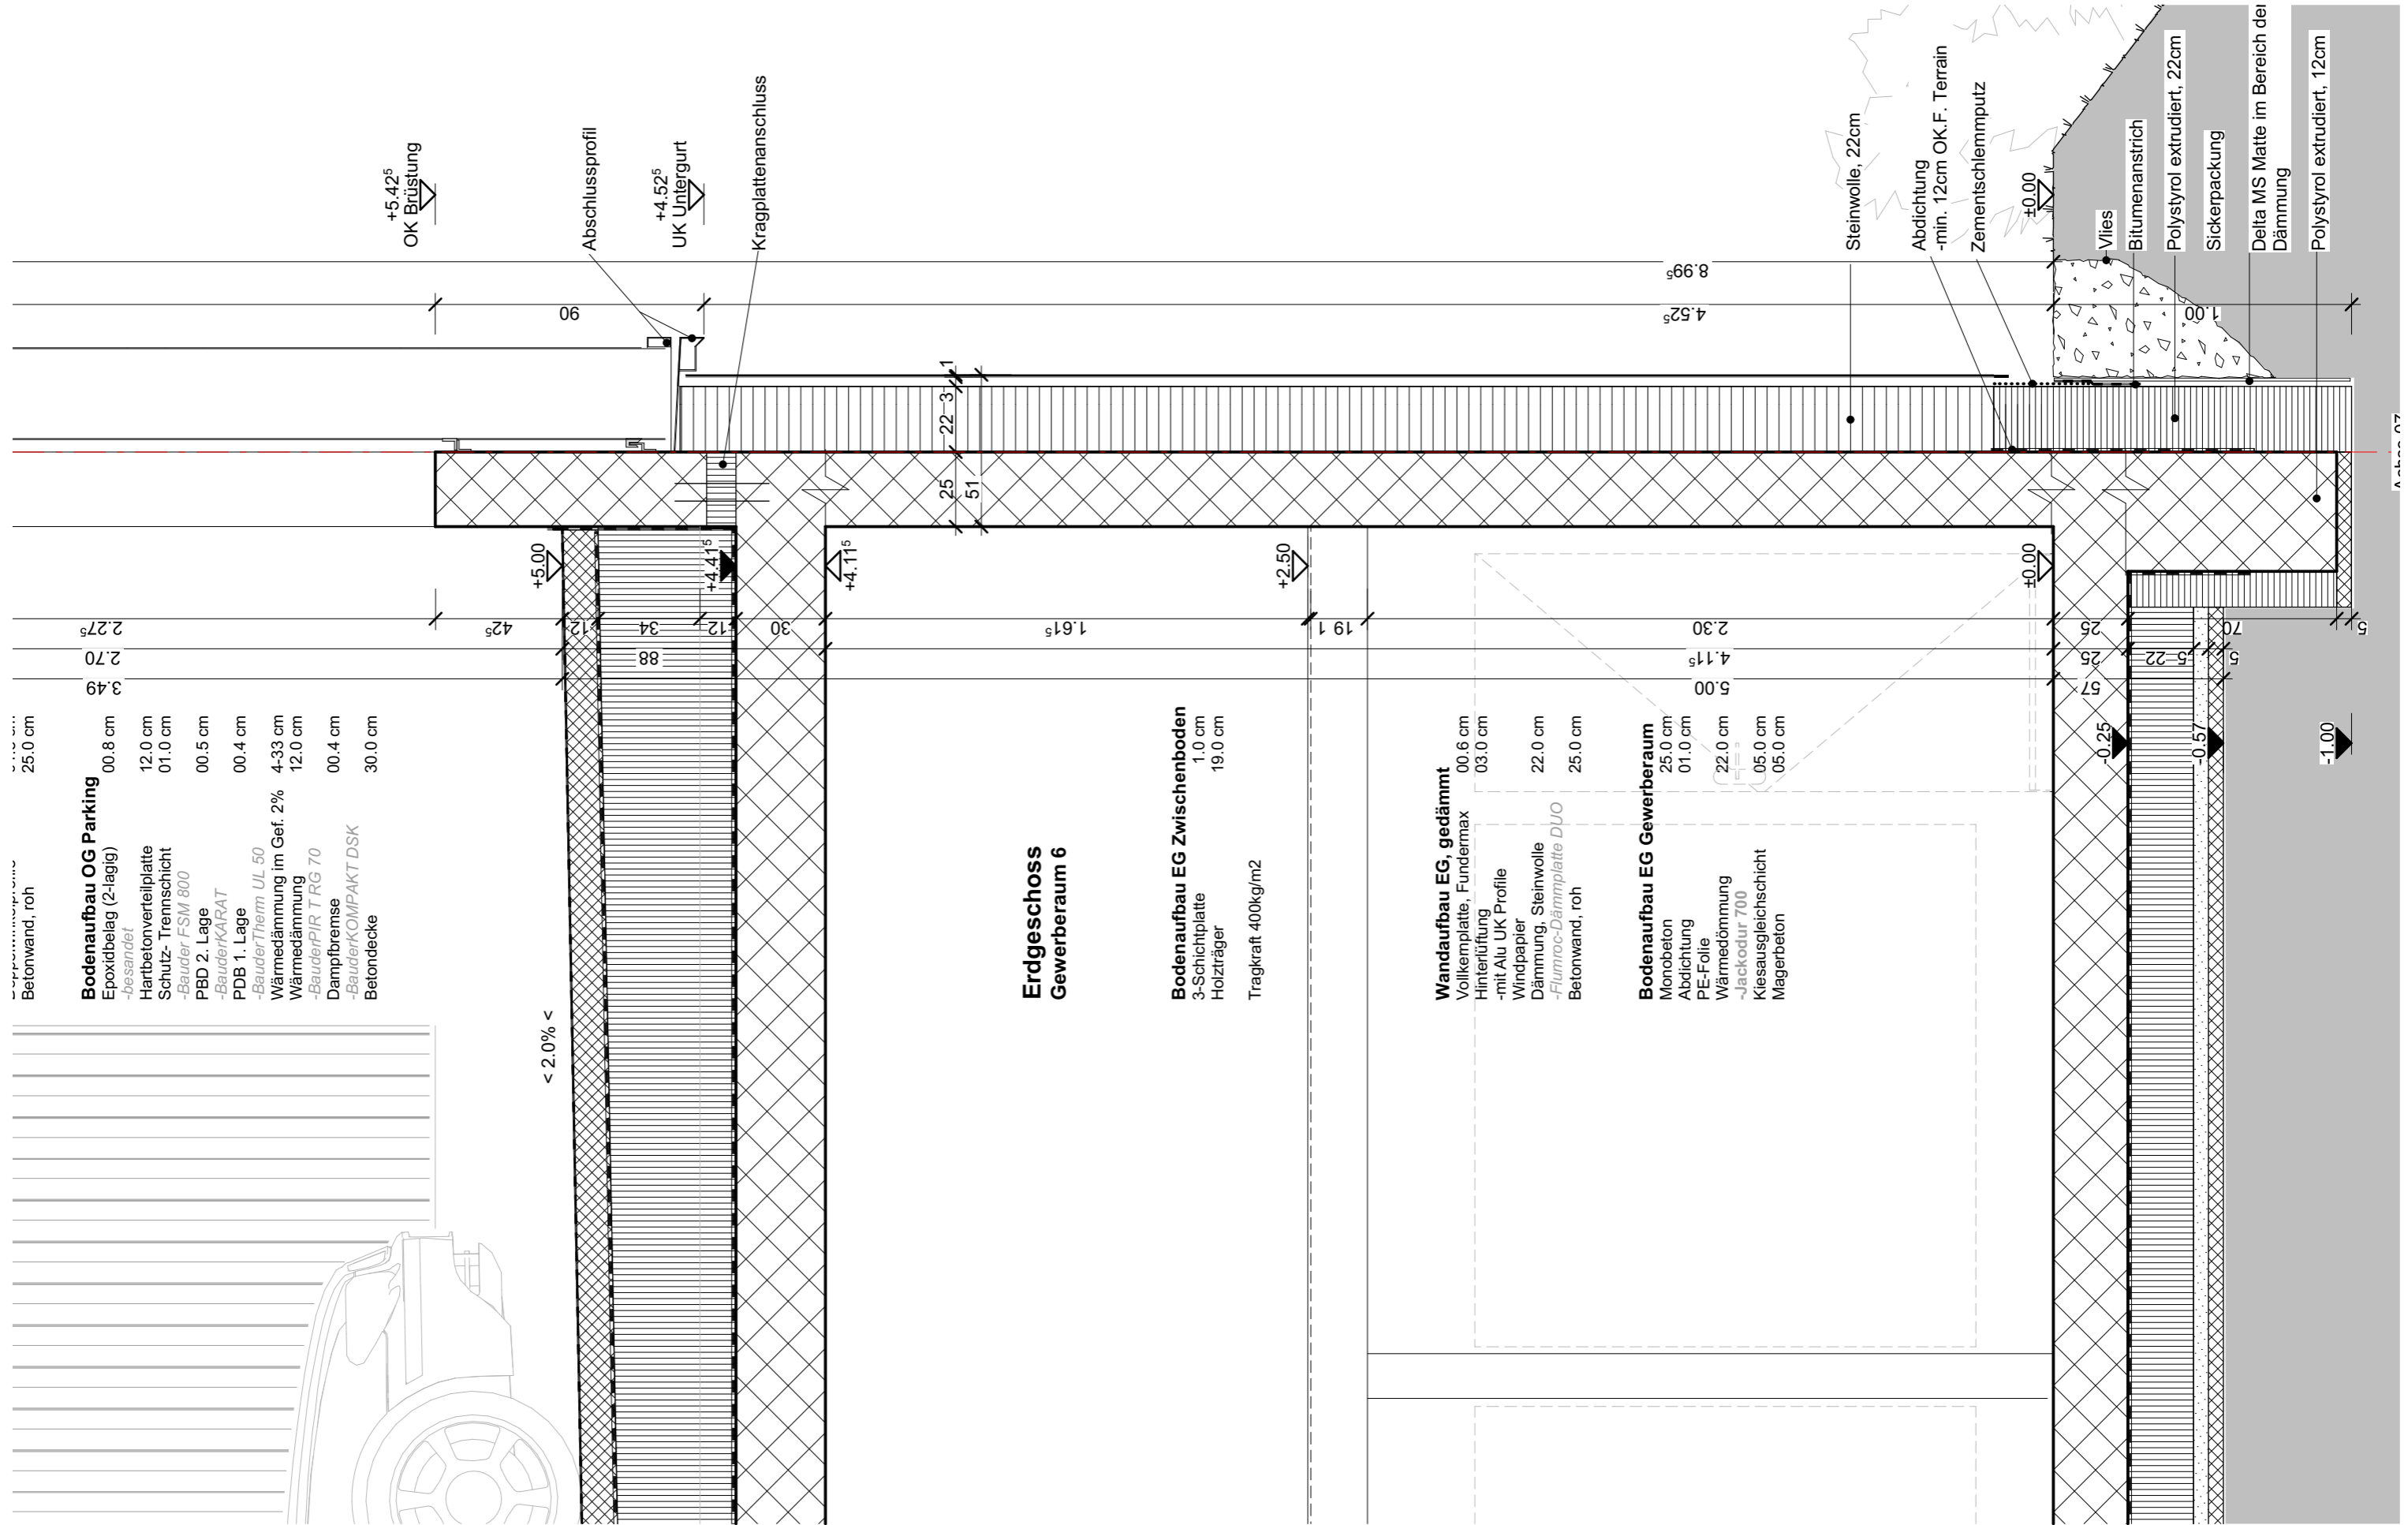 25.0 cm
Betonwand, roh
Bodenaufbau OG Parking
Epoxidbelag (2-lagig) 00.8 cm
-besandet
Hartbetonverteilplatte 12.0 cm
Schutz- Trennschicht 01.0 cm
-Bauder FSM 800
PBD 2. Lage 00.5 cm
-BauderKARAT
PDB 1. Lage 00.4 cm
-BauderTherm UL 50
Wärmedämmung im Gef. 2% 4-33 cm
Wärmedämmung 12.0 cm
-BauderPIR T RG 70
Dampfbremse 00.4 cm
-BauderKOMPAKT DSK
Betondecke 30.0 cm
< 2.0% <
Erdgeschoss
Gewerberaum 6
Bodenaufbau EG Zwischenboden
3-Schichtplatte 1.0 cm
Holzträger 19.0 cm
Tragkraft 400kg/m2
Wandaufbau EG, gedämmt
Vollkernplatte, Fundermax 00.6 cm
Hinterlüftung 03.0 cm
-mit Alu UK Profile
Windpapier
Dämmung, Steinwolle 22.0 cm
-Flumroc-Dämmplatte DUO
Betonwand, roh 25.0 cm
Bodenaufbau EG Gewerberaum
Monobeton 25.0 cm
Abdichtung 01.0 cm
PE-Folie
Wärmedömmung 22.0 cm
-Jackodur 700
Kiesausgleichschicht 05.0 cm
Magerbeton 05.0 cm
+5.42⁵
OK Brüstung
Abschlussprofil
+4.52⁵
UK Untergurt
Kragplattenanschluss
Steinwolle, 22cm
Abdichtung
-min. 12cm OK.F. Terrain
Zementschlemmputz
±0.00
Vlies
Bitumenanstrich
Polystyrol extrudiert, 22cm
Sickerpackung
Delta MS Matte im Bereich der
Dämmung
Polystyrol extrudiert, 12cm
8.99⁵
90
4.52⁵
1.00
22 3 1
25
51
+5.00
+4.41⁵
+4.11⁵
+2.50
±0.00
2.27⁵
42⁵
12
34
12
30
1.61⁵
1
19
2.30
25
70
5
2.70
88
4.11⁵
25
22
5
5
3.49
5.00
57
-0.25
-0.57
-1.00